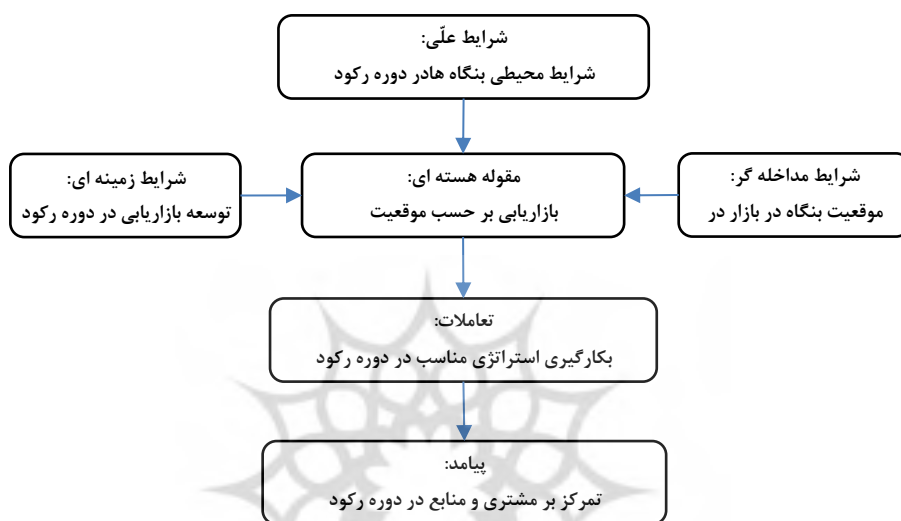 شرایط علّی:
شرایط محیطی بنگاه هادر دوره رکود
شرایط مداخله گر:
موقعیت بنگاه در بازار در
مقوله هسته ای:
بازاریابی بر حسب موقعیت
شرایط زمینه ای:
توسعه بازاریابی در دوره رکود
تعاملات:
بکارگیری استراتژی مناسب در دوره رکود
پیامد:
تمرکز بر مشتری و منابع در دوره رکود